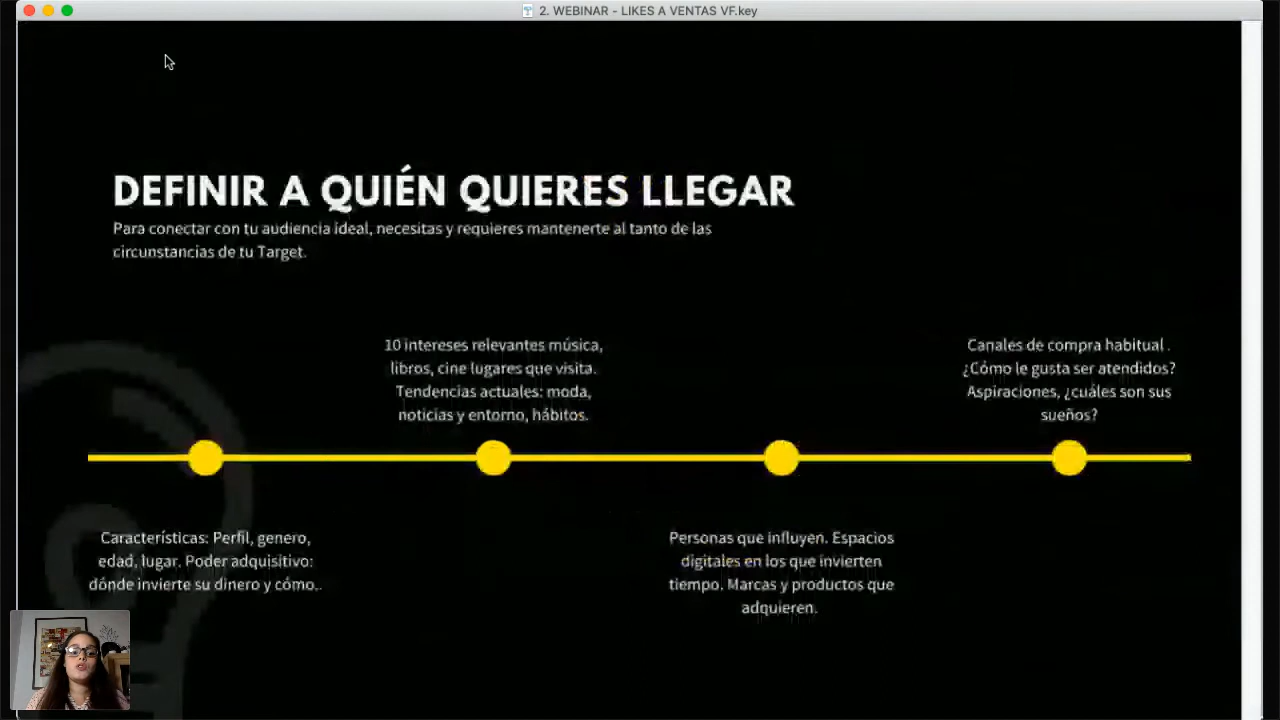 2. WEBINAR - LIKES A VENTAS VF.key
DEFINIR A QUIÉN QUIERES LLEGAR
Para conectar con tu audiencia ideal, necesitas y requieres mantenerte al tanto de las
circunstancias de tu Target.
Características: Perfil, genero,
edad, lugar. Poder adquisitivo:
dónde invierte su dinero y cómo..
10 intereses relevantes música,
libros, cine lugares que visita.
Tendencias actuales: moda,
noticias y entorno, hábitos.
Personas que influyen. Espacios
digitales en los que invierten
tiempo. Marcas y productos que
adquieren.
Canales de compra habitual .
¿Cómo le gusta ser atendidos?
Aspiraciones, ¿cuáles son sus
sueños?